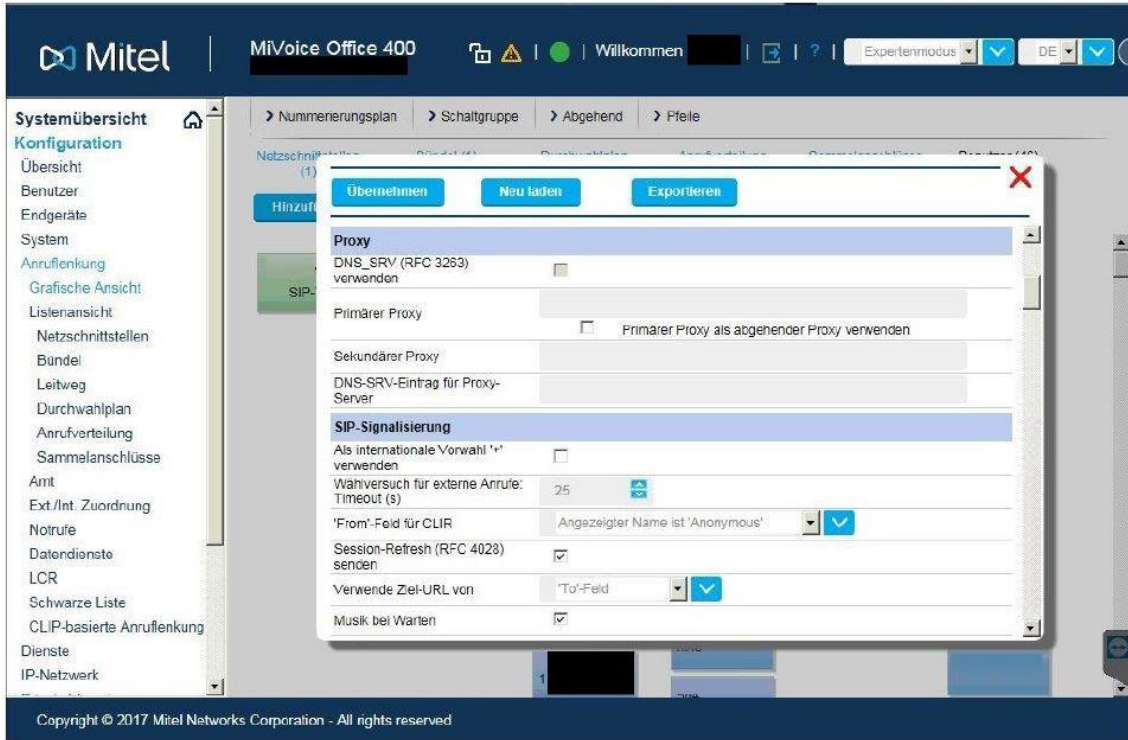 Mitel
MiVoice Office 400
Willkommen
?
Expertenmodus
DE
Systemübersicht
Konfiguration
Übersicht
Benutzer
Endgeräte
System
Anruflenkung
Grafische Ansicht
Listenansicht
Netzschnittstellen
Bündel
Leitweg
Durchwahlplan
Anrufverteilung
Sammelanschlüsse
Amt
Ext./Int. Zuordnung
Notrufe
Datendienste
LCR
Schwarze Liste
CLIP-basierte Anruflenkung
Dienste
IP-Netzwerk
Nummerierungsplan
Schaltgruppe
Abgehend
Pfeile
(1)
Hinzufü
SIP-
Übernehmen
Neu laden
Exportieren
Proxy
DNS_SRV (RFC 3263)
verwenden
Primärer Proxy
Primärer Proxy als abgehender Proxy verwenden
Sekundärer Proxy
DNS-SRV-Eintrag für Proxy-
Server
SIP-Signalisierung
Als internationale Vorwahl '+'
verwenden
Wählversuch für externe Anrufe:
Timeout (s)
25
'From'-Feld für CLIR
Angezeigter Name ist 'Anonymous'
Session-Refresh (RFC 4028)
senden
Verwende Ziel-URL von
'To'-Feld
Musik bei Warten
1
Copyright © 2017 Mitel Networks Corporation - All rights reserved